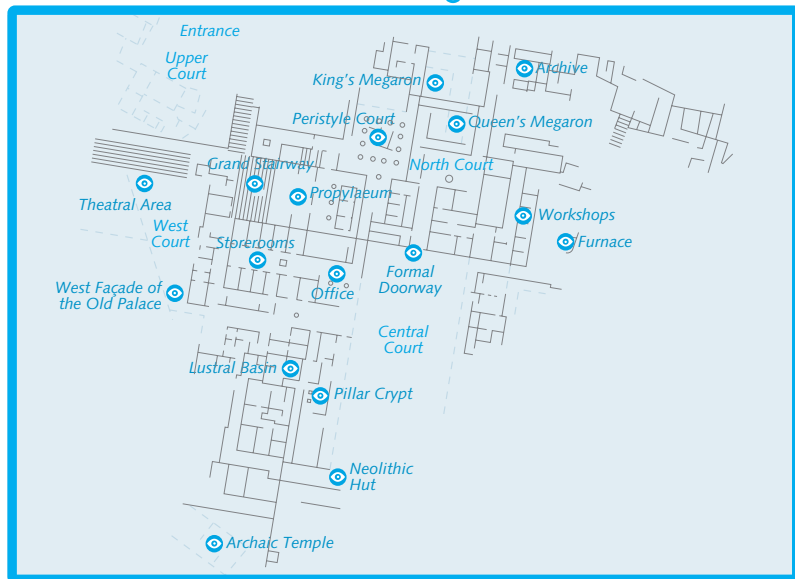 Entrance
Upper
Court
King's Megaron
Archive
Peristyle Court
Queen's Megaron
Grand Stairway
North Court
Propylaeum
Theatral Area
Workshops
West
Court
Storerooms
Furnace
Formal
Doorway
West Façade of
the Old Palace
Office
Central
Court
Lustral Basin
Pillar Crypt
Neolithic
Hut
Archaic Temple